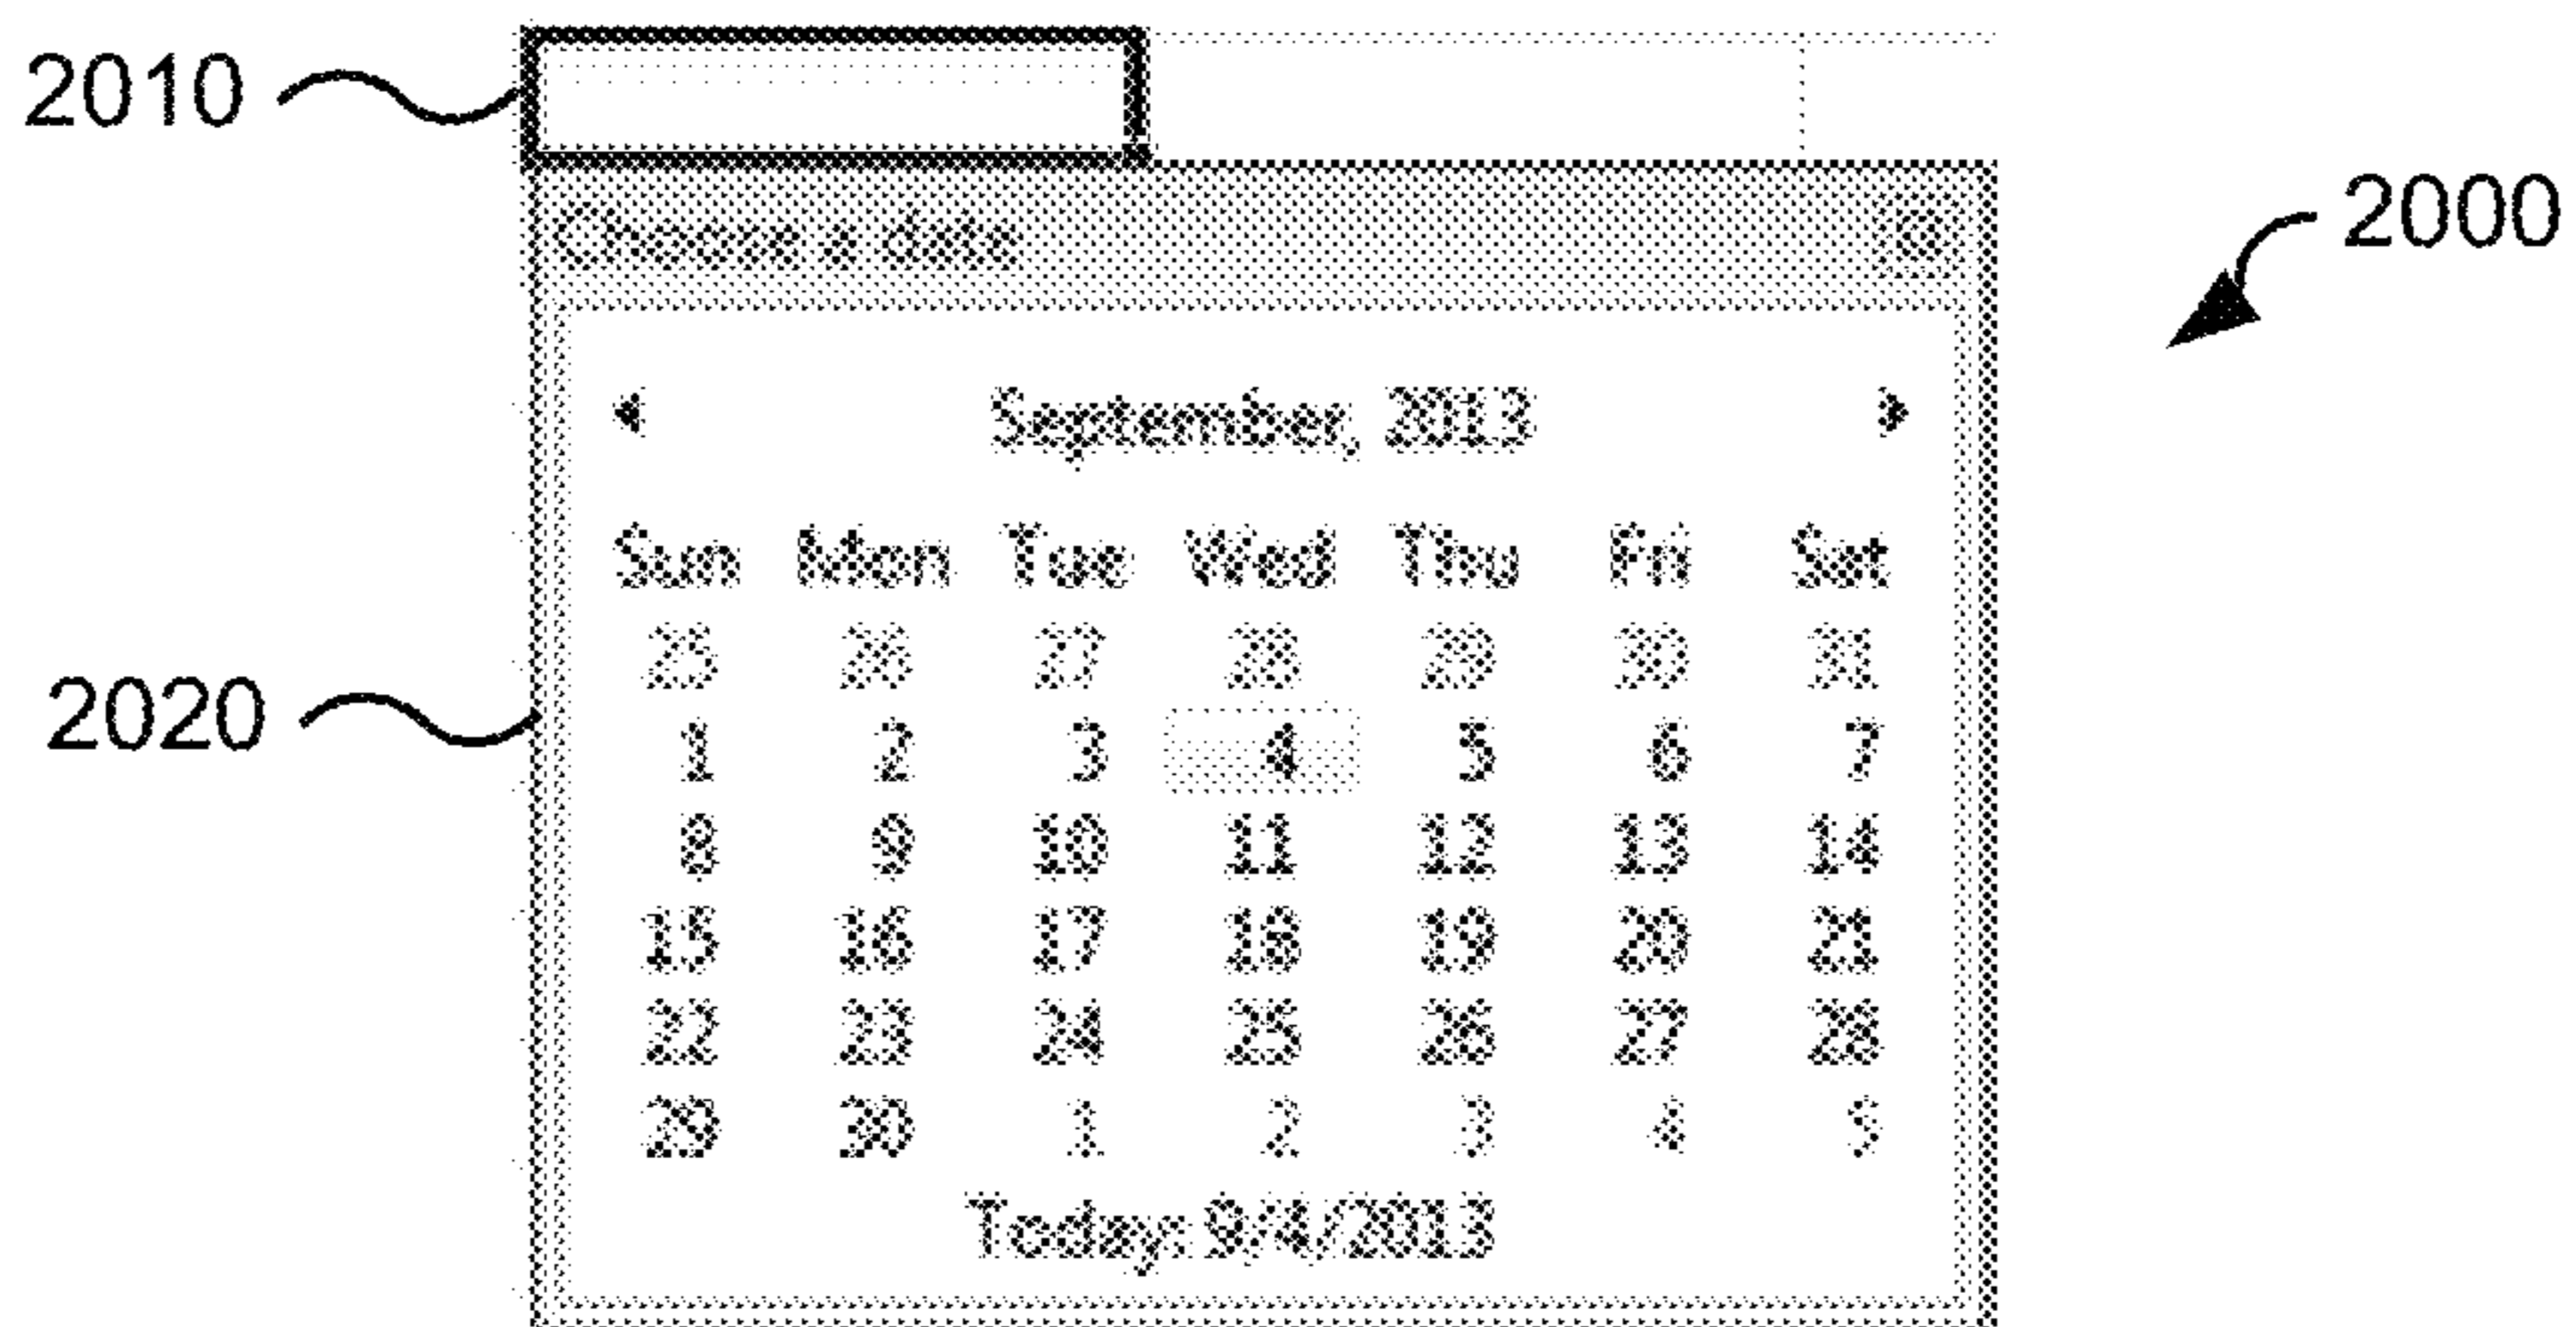 2010
Choose a date
2000
September, 2013
Sun Mon Tue Wed Thu Fri Sat
25 26 27 28 29 30 31
2020
1 2 3 4 5 6 7
8 9 10 11 12 13 14
15 16 17 18 19 20 21
22 23 24 25 26 27 28
29 30 1 2 3 4 5
Today: 9/4/2013